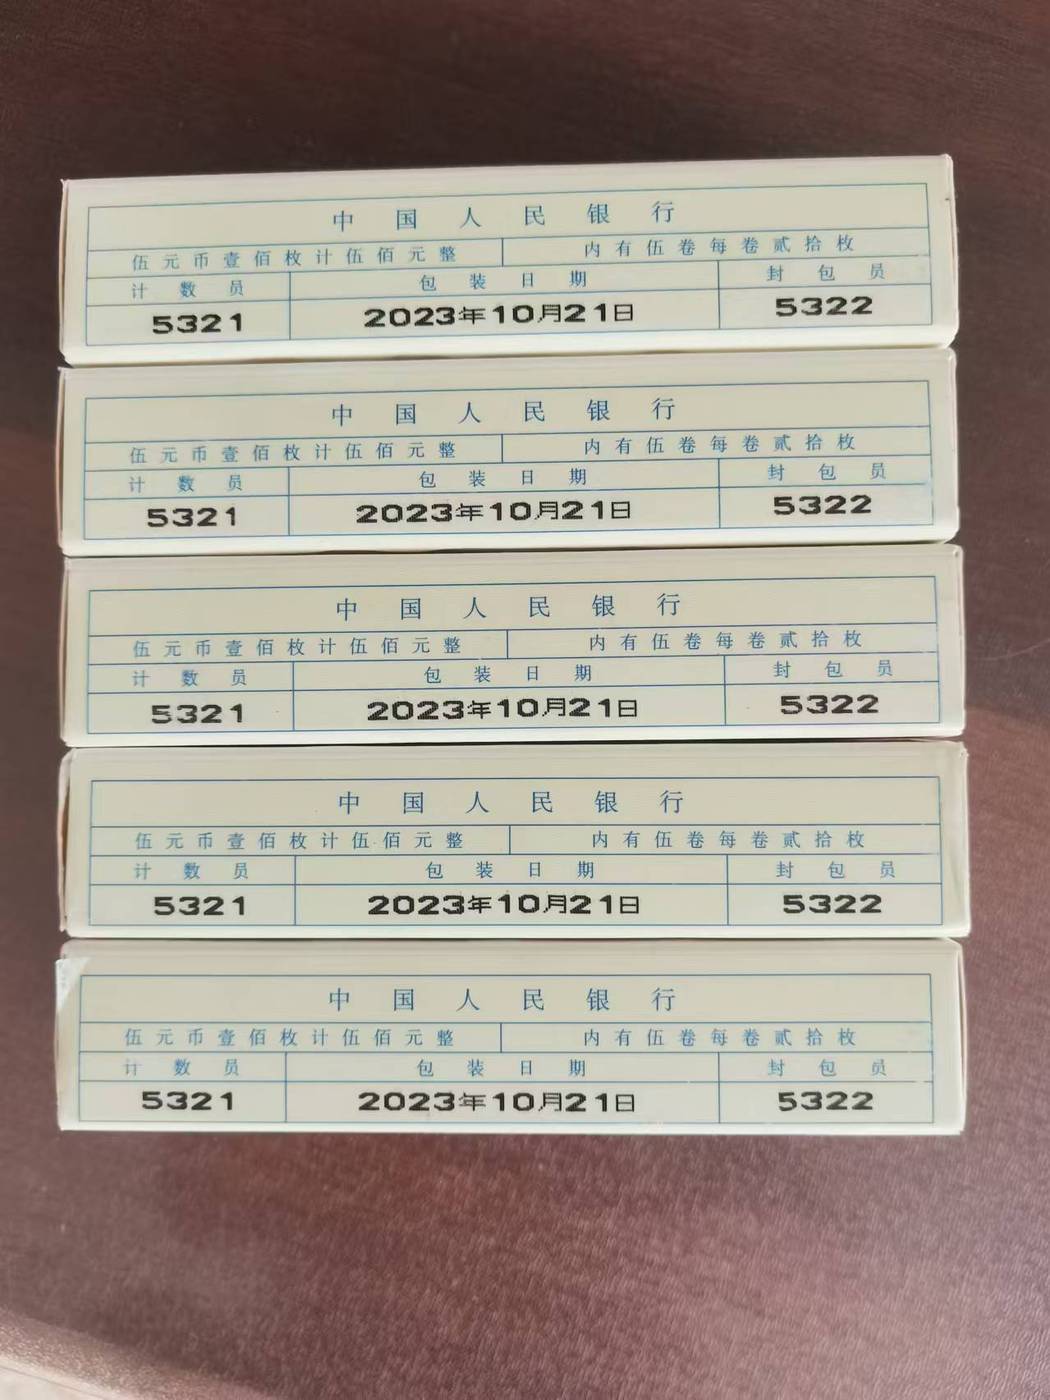 中国人民银行
伍元币壹佰枚计伍佰元整 内有伍卷每卷贰拾枚
计数员 包装日期 封包员
5321 2023年10月21日 5322
中国人民银行
伍元币壹佰枚计伍佰元整 内有伍卷每卷贰拾枚
计数员 包装日期 封包员
5321 2023年10月21日 5322
中国人民银行
伍元币壹佰枚计伍佰元整 内有伍卷每卷贰拾枚
计数员 包装日期 封包员
5321 2023年10月21日 5322
中国人民银行
伍元币壹佰枚计伍佰元整 内有伍卷每卷贰拾枚
计数员 包装日期 封包员
5321 2023年10月21日 5322
中国人民银行
伍元币壹佰枚计伍佰元整 内有伍卷每卷贰拾枚
计数员 包装日期 封包员
5321 2023年10月21日 5322